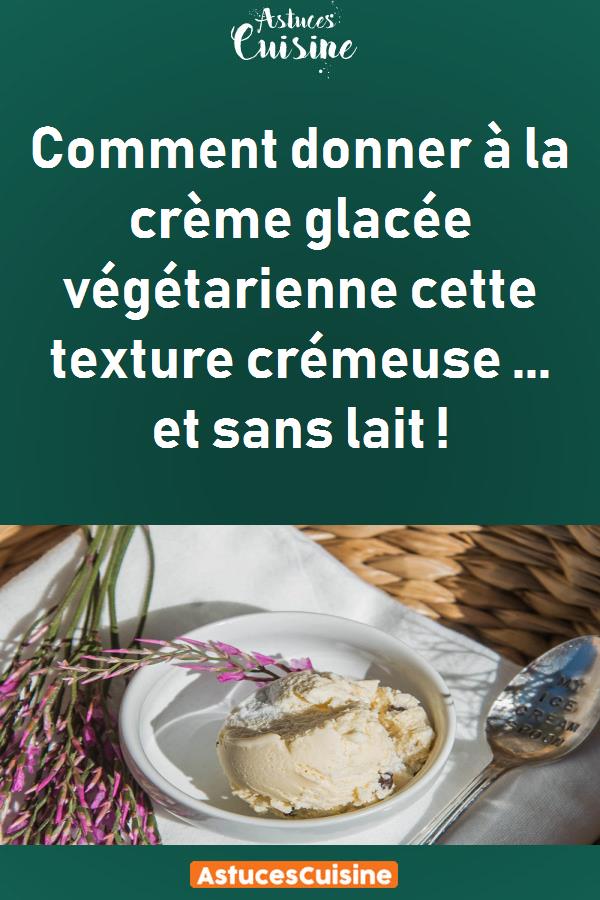 Astuces
Cuisine
Comment donner à la
crème glacée
végétarienne cette
texture crémeuse ...
et sans lait !
MY
ICE
CREAM
SPOON
AstucesCuisine